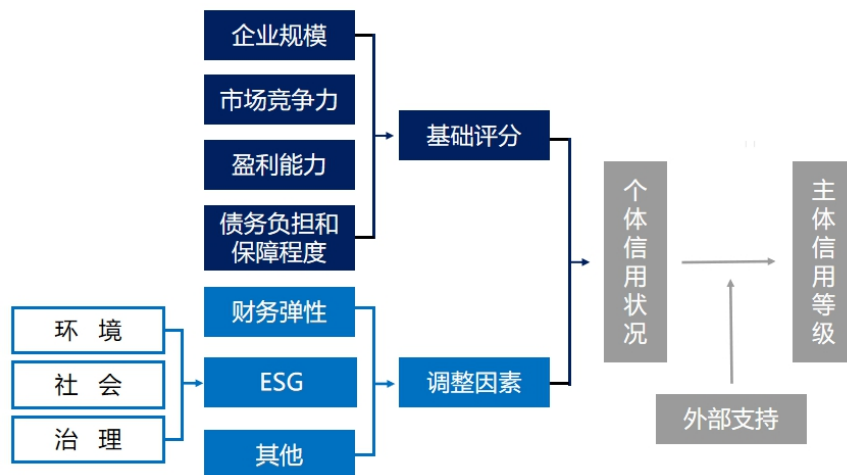 企业规模
市场竞争力
盈利能力
债务负担和
保障程度
基础评分
环 境
社 会
治 理
财务弹性
ESG
其他
调整因素
个体信用状况
主体信用等级
外部支持